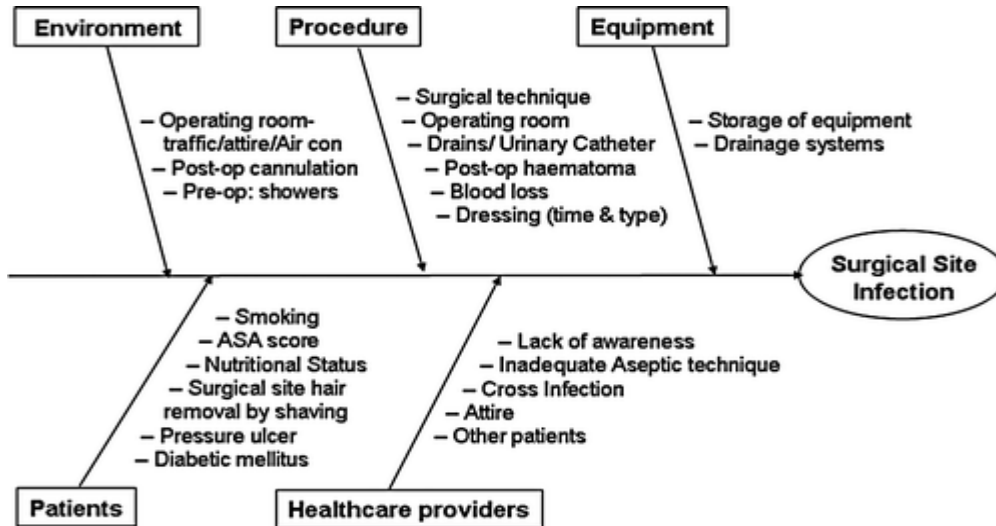 Environment
Procedure
Equipment
– Operating room-
traffic/attire/Air con
– Post-op cannulation
– Pre-op: showers
– Surgical technique
– Operating room
– Drains/ Urinary Catheter
– Post-op haematoma
– Blood loss
– Dressing (time & type)
– Storage of equipment
– Drainage systems
Surgical Site
Infection
– Smoking
– ASA score
– Nutritional Status
– Surgical site hair
removal by shaving
– Pressure ulcer
– Diabetic mellitus
– Lack of awareness
– Inadequate Aseptic technique
– Cross Infection
– Attire
– Other patients
Patients
Healthcare providers